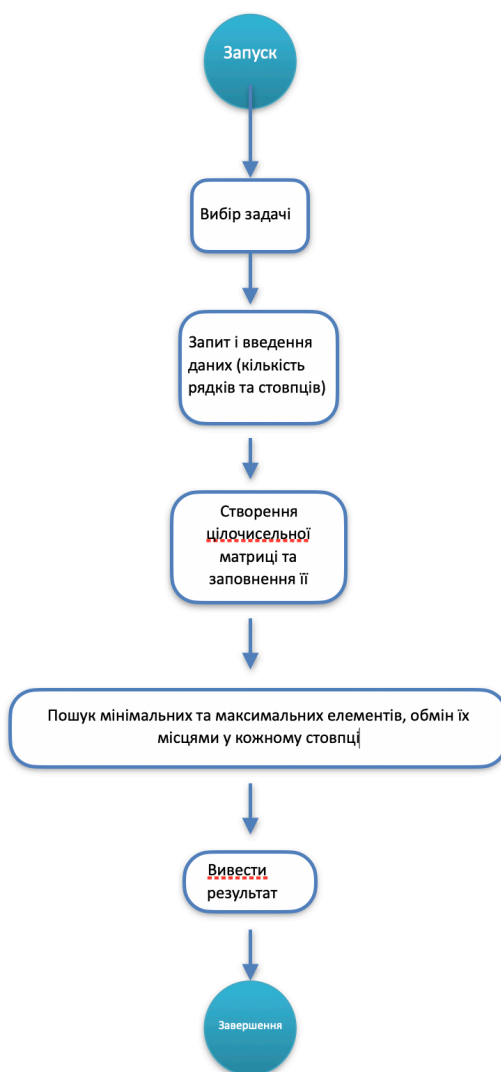 Запуск
Вибір задачі
Запит і введення
даних (кількість
рядків та стовпців)
Створення
цілочисельної
матриці та
заповнення її
Пошук мінімальних та максимальних елементів, обмін їх
місцями у кожному стовпці
Вивести
результат
Завершення